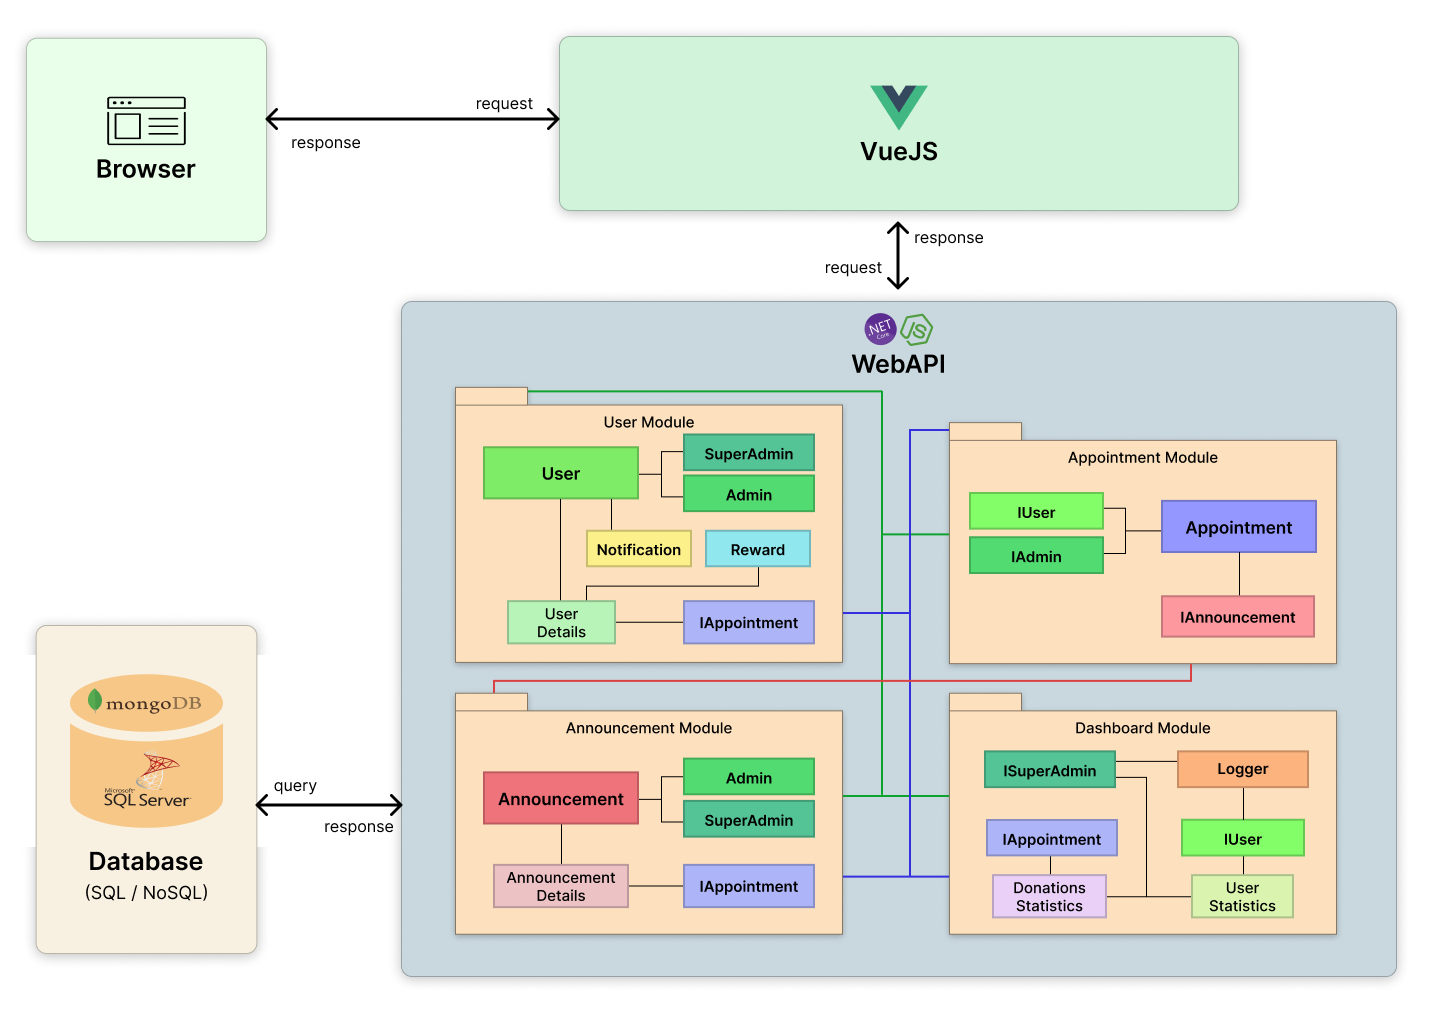 Browser
request
response
VueJS
response
request
.NET
Core
JS
WebAPI
User Module
User
SuperAdmin
Admin
Notification
Reward
User
Details
IAppointment
Appointment Module
IUser
IAdmin
Appointment
IAnnouncement
Announcement Module
Announcement
Admin
SuperAdmin
Announcement
Details
IAppointment
Dashboard Module
ISuperAdmin
Logger
IAppointment
IUser
Donations
Statistics
User
Statistics
mongoDB
Microsoft
SQL Server
Database
(SQL / NoSQL)
query
response